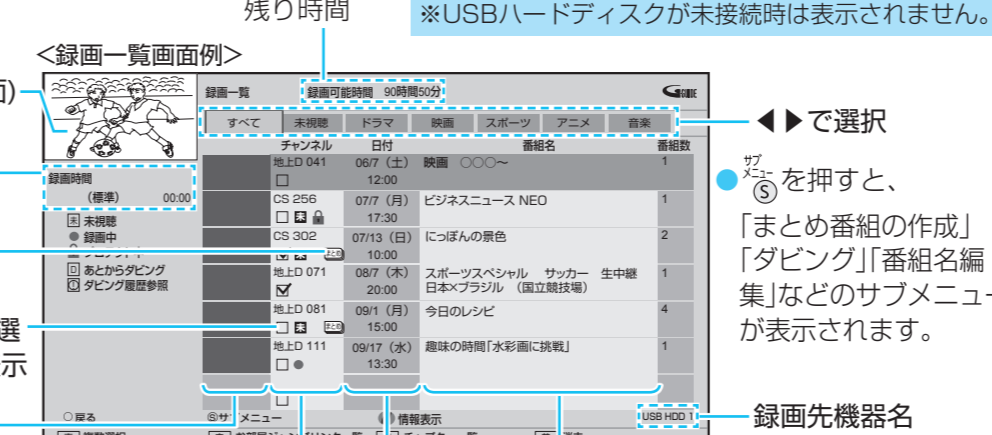 残り時間
※USBハードディスクが未接続時は表示されません。
<録画一覧画面例>
面)
録画一覧
録画可能時間 90時間50分
GGUIDE
すべて 未視聴 ドラマ 映画 スポーツ アニメ 音楽
◀▶で選択
チャンネル 日付 番組名 番組数
地上D 041 06/7(土) 映画 ○○○〜 1
12:00
録画時間
(標準) 00:00
CS 256 07/7(月) ビジネスニュース NEO 1
未 17:30
未 未視聴
● 録画中
D あとからダビング
ダビング履歴参照
CS 302 07/13(日) にっぽんの景色 2
まとめ 10:00
地上D 071 08/7(木) スポーツスペシャル サッカー 生中継 1
20:00 日本×ブラジル (国立競技場)
地上D 081 09/1(月) 今日のレシピ 4
未 まとめ 15:00
地上D 111 09/17(水) 趣味の時間「水彩画に挑戦」 1
● 13:30
選
示
○戻る Ⓢサブメニュー 情報表示 USB HDD 1
録画先機器名
●サブメニューⓈを押すと、
「まとめ番組の作成」
「ダビング」「番組名編
集」などのサブメニュー
が表示されます。